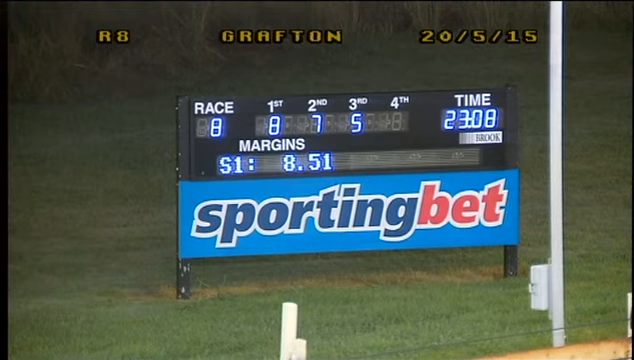 R8 GRAFTON 20/5/15
RACE 1ST 2ND 3RD 4TH TIME
8 8 7 5 23.08
BROOK
MARGINS
S1: 8.51
sportingbet